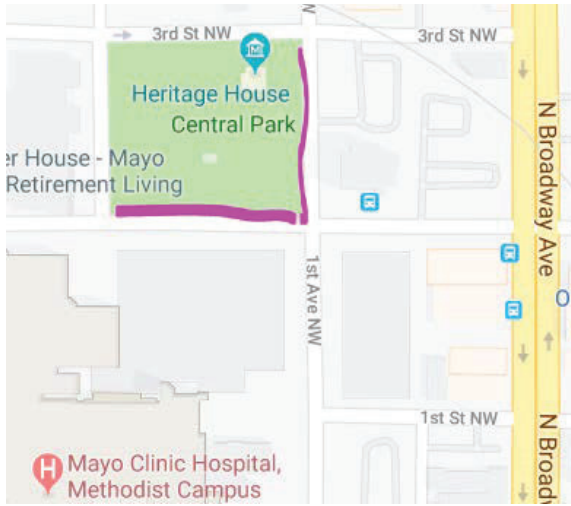 N
3rd St NW
3rd St NW
Heritage House
Central Park
er House - Mayo
Retirement Living
N Broadway Ave
1st Ave NW
O
1st St NW
N Broad
H
Mayo Clinic Hospital,
Methodist Campus